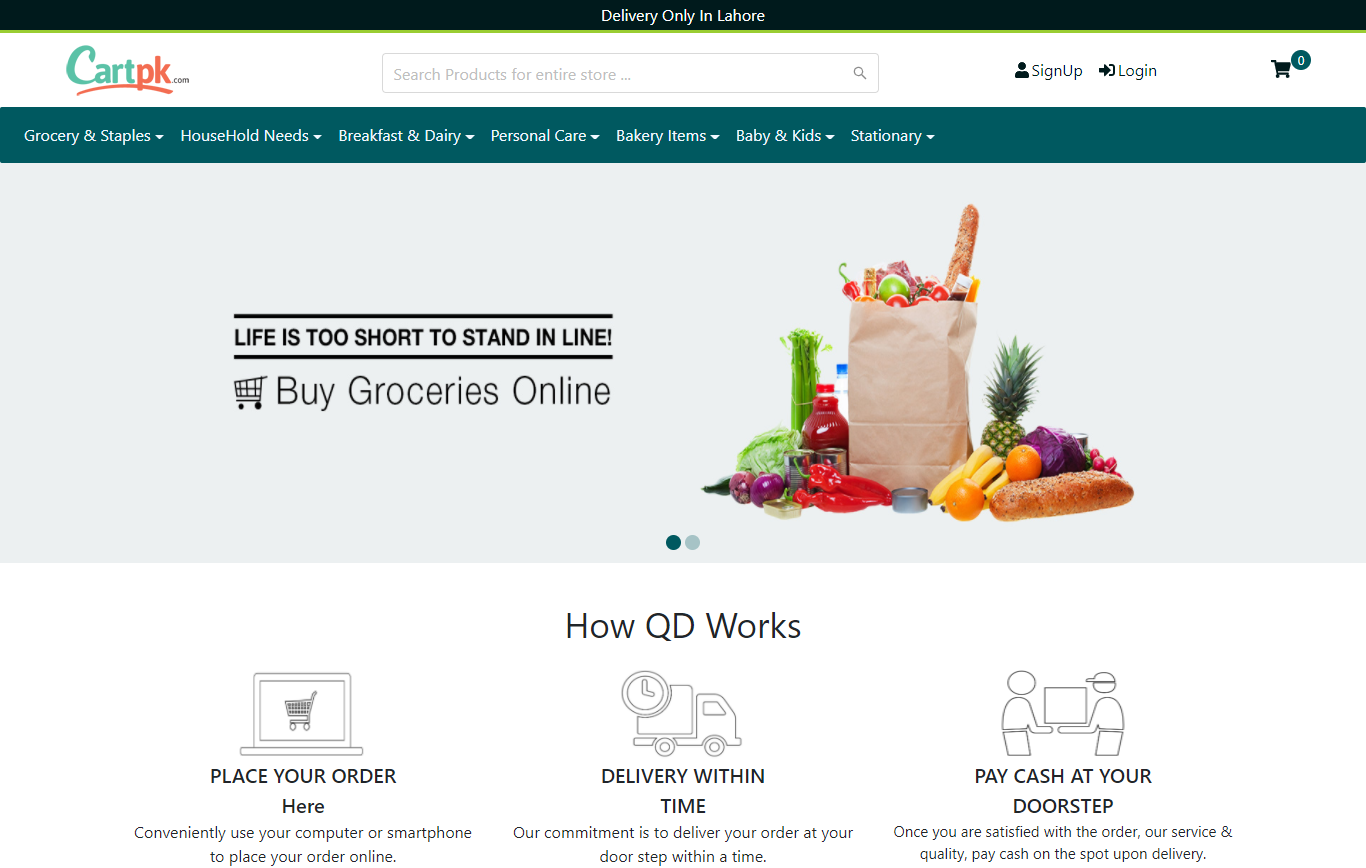 Delivery Only In Lahore
Cartpk.com
Search Products for entire store ...
SignUp
Login
0
Grocery & Staples
HouseHold Needs
Breakfast & Dairy
Personal Care
Bakery Items
Baby & Kids
Stationary
LIFE IS TOO SHORT TO STAND IN LINE!
Buy Groceries Online
How QD Works
PLACE YOUR ORDER
Here
Conveniently use your computer or smartphone
to place your order online.
DELIVERY WITHIN
TIME
Our commitment is to deliver your order at your
door step within a time.
PAY CASH AT YOUR
DOORSTEP
Once you are satisfied with the order, our service &
quality, pay cash on the spot upon delivery.